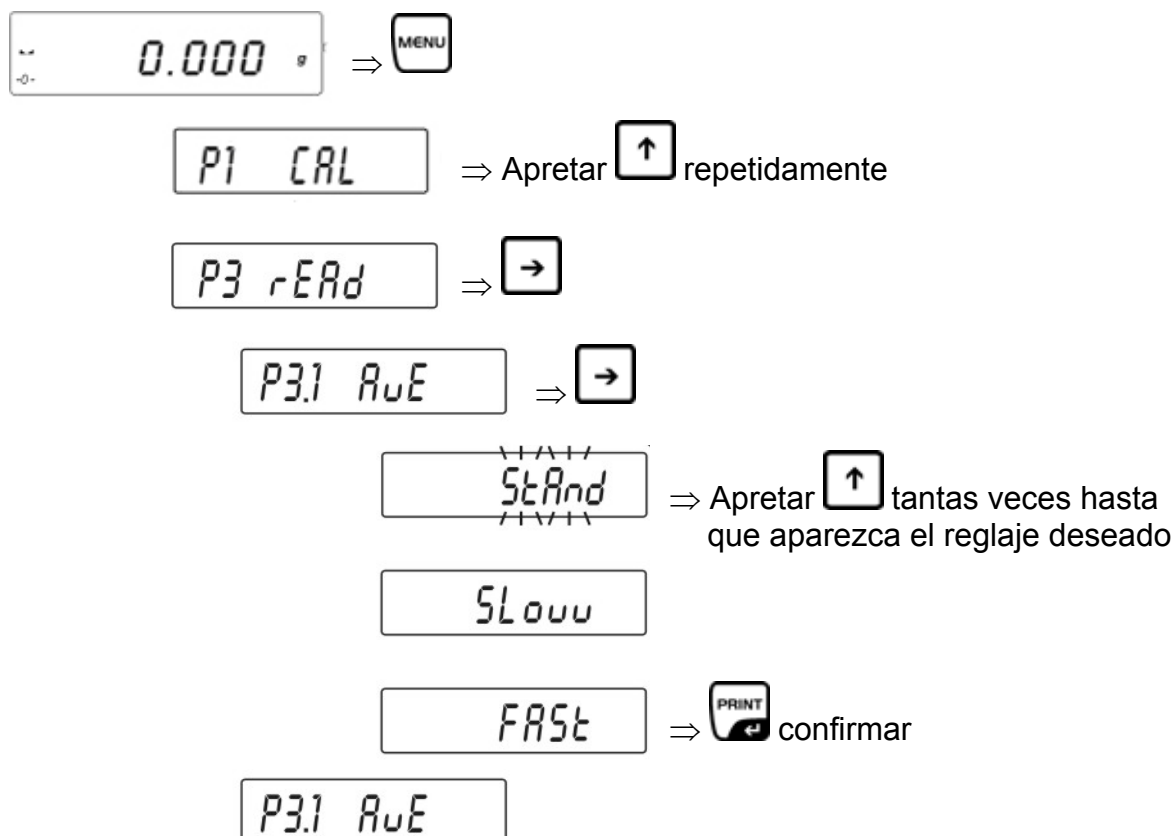 0.000 g ⇒ MENU
-0-
P1 CAL ⇒ Apretar ↑ repetidamente
P3 rEAd ⇒ →
P3.1 AvE ⇒ →
StAnd ⇒ Apretar ↑ tantas veces hasta
que aparezca el reglaje deseado
SLouu
FASt ⇒ PRINT ↵ confirmar
P3.1 AvE